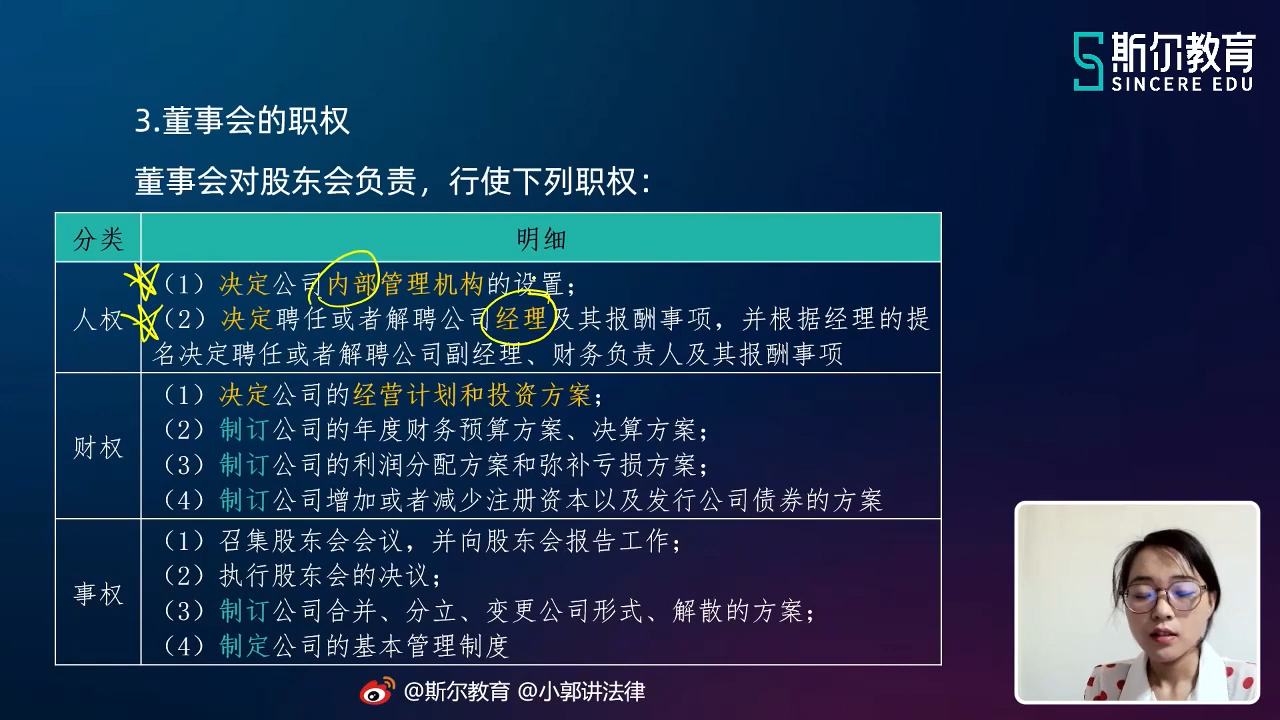 斯尔教育
SINCERE EDU
3.董事会的职权
董事会对股东会负责，行使下列职权：
分类
明细
人权
（1）决定公司内部管理机构的设置；
（2）决定聘任或者解聘公司经理及其报酬事项，并根据经理的提
名决定聘任或者解聘公司副经理、财务负责人及其报酬事项
财权
（1）决定公司的经营计划和投资方案；
（2）制订公司的年度财务预算方案、决算方案；
（3）制订公司的利润分配方案和弥补亏损方案；
（4）制订公司增加或者减少注册资本以及发行公司债券的方案
事权
（1）召集股东会会议，并向股东会报告工作；
（2）执行股东会的决议；
（3）制订公司合并、分立、变更公司形式、解散的方案；
（4）制定公司的基本管理制度
@斯尔教育 @小郭讲法律